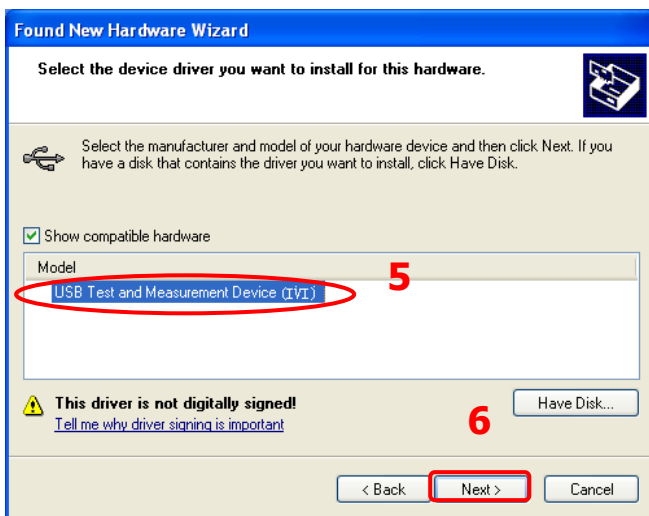 Found New Hardware Wizard
Select the device driver you want to install for this hardware.
Select the manufacturer and model of your hardware device and then click Next. If you
have a disk that contains the driver you want to install, click Have Disk.
Show compatible hardware
Model
5
USB Test and Measurement Device (IVI)
This driver is not digitally signed!
Have Disk...
Tell me why driver signing is important
6
< Back
Next >
Cancel